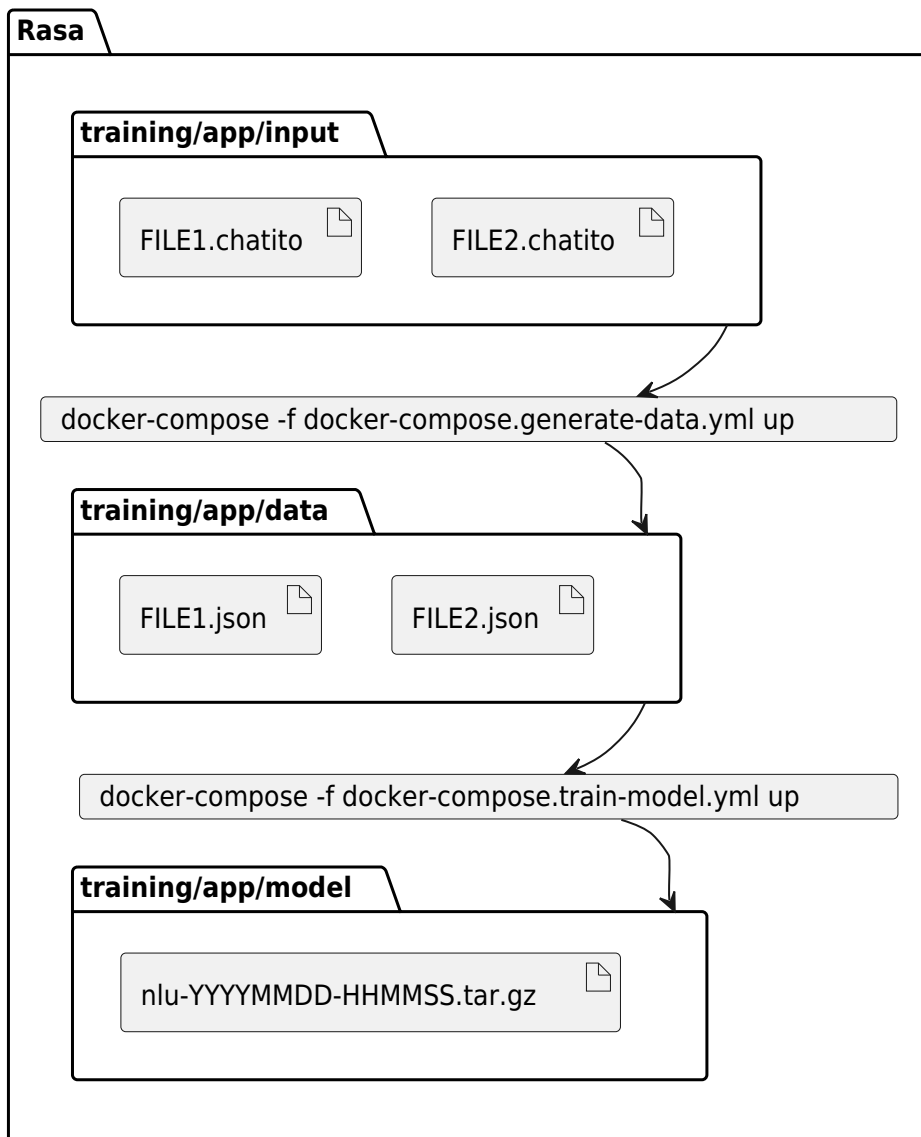 Rasa
training/app/input
FILE1.chatito
FILE2.chatito
docker-compose -f docker-compose.generate-data.yml up
training/app/data
FILE1.json
FILE2.json
docker-compose -f docker-compose.train-model.yml up
training/app/model
nlu-YYYYMMDD-HHMMSS.tar.gz